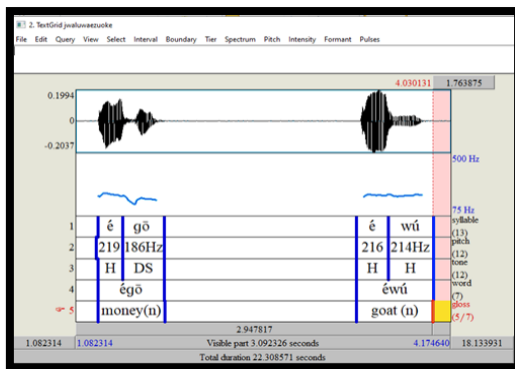 2. TextGrid jwaluwaezuoke
File Edit Query View Select Interval Boundary Tier Spectrum Pitch Intensity Formant Pulses
4.030131 1.763875
0.1994
0
-0.2037
500 Hz
75 Hz
1 é gō é wú syllable (13)
2 219 186Hz 216 214Hz pitch (12)
3 H DS H H tone (12)
4 égō éwú word (7)
☞ 5 money(n) goat (n) gloss (5/7)
2.947817
1.082314 1.082314 Visible part 3.092326 seconds 4.174640 18.133931
Total duration 22.308571 seconds